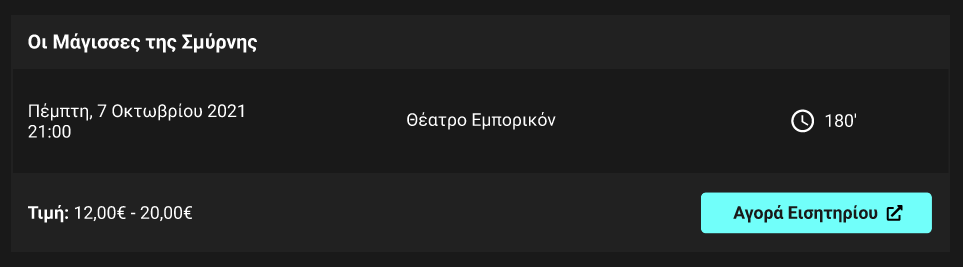 Οι Μάγισσες της Σμύρνης
Πέμπτη, 7 Οκτωβρίου 2021
21:00
Θέατρο Εμπορικόν
180'
Τιμή: 12,00€ - 20,00€
Αγορά Εισητηρίου